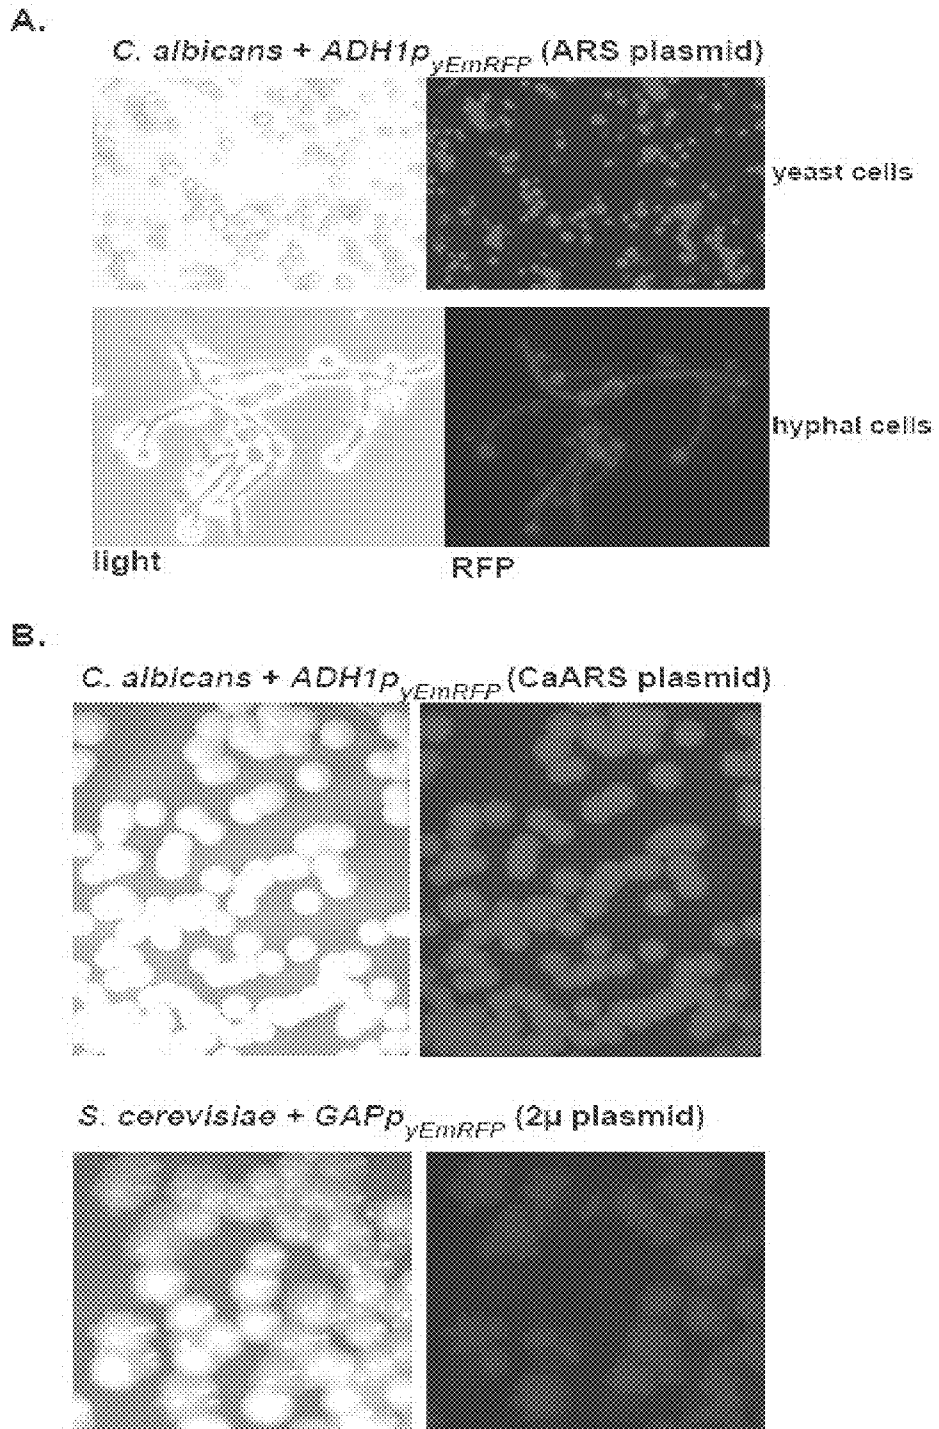 A.
C. albicans + ADH1p yEmRFP (ARS plasmid)
yeast cells
hyphal cells
light RFP
B.
C. albicans + ADH1p yEmRFP (CaARS plasmid)
S. cerevisiae + GAPp yEmRFP (2µ plasmid)